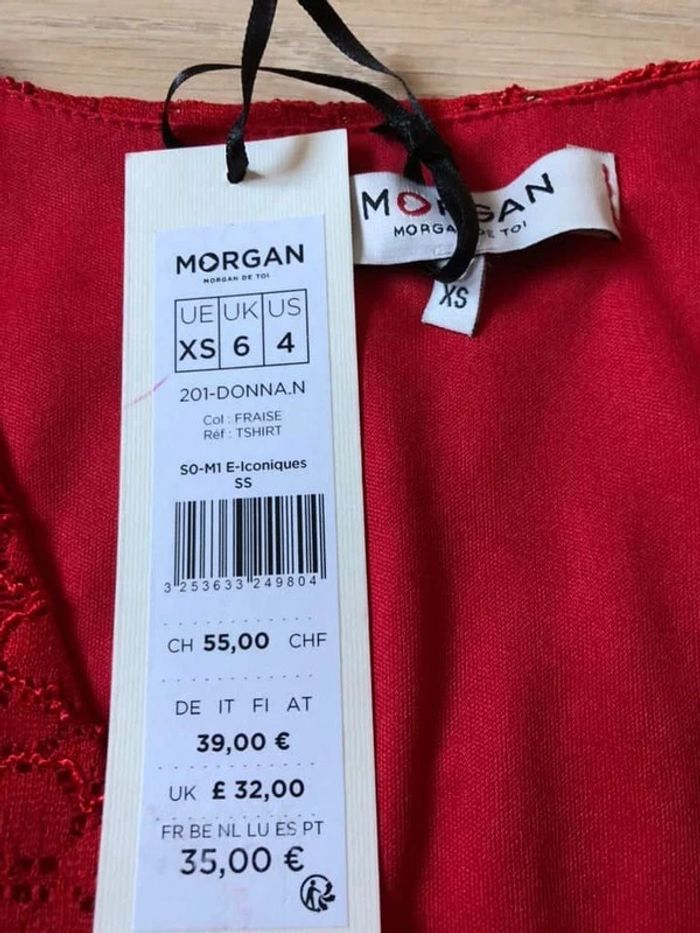 MORGAN
MORGAN DE TOI
XS
MORGAN
MORGAN DE TOI
UE UK US
XS 6 4
201-DONNA.N
Col : FRAISE
Réf : TSHIRT
S0-M1 E-Iconiques
SS
3 253633 249804
CH 55,00 CHF
DE IT FI AT
39,00 €
UK £ 32,00
FR BE NL LU ES PT
35,00 €